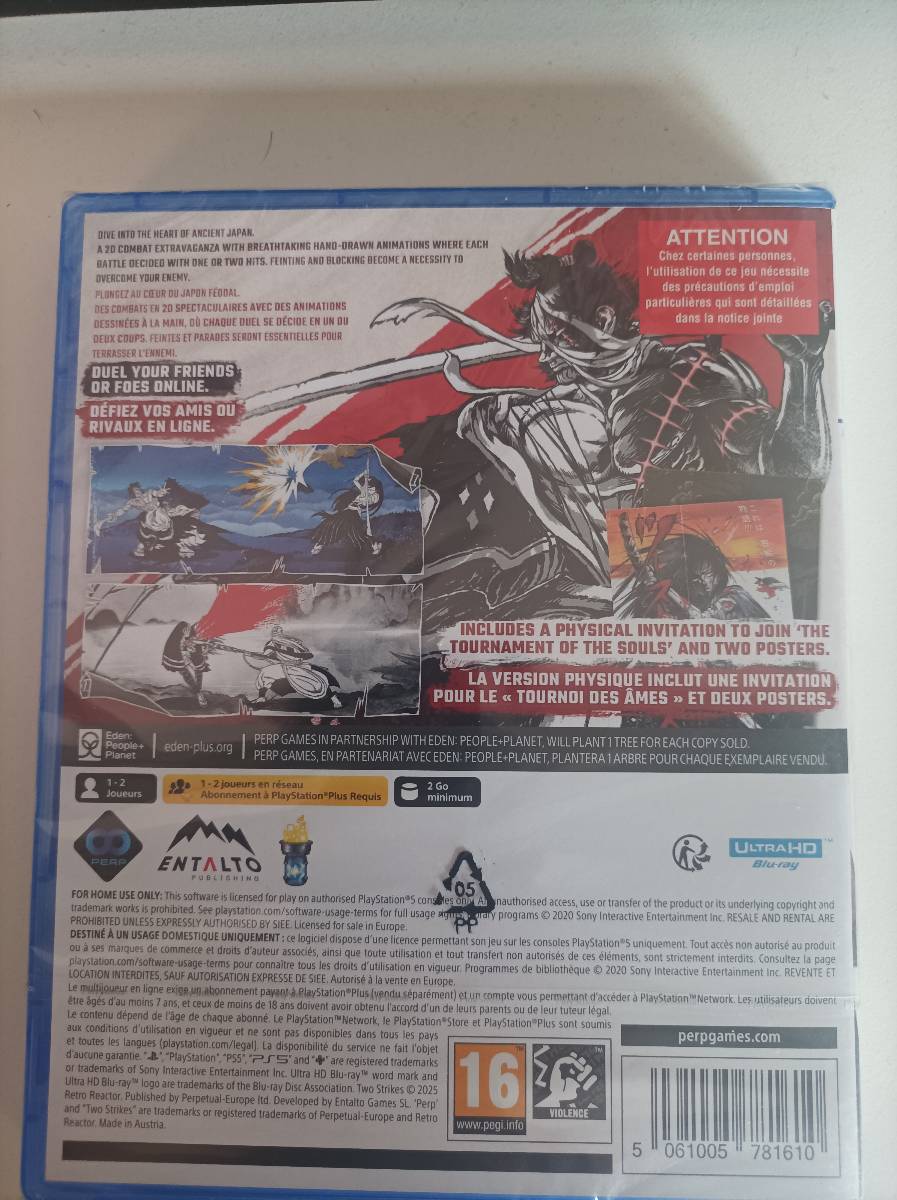 DIVE INTO THE HEART OF ANCIENT JAPAN.
A 2D COMBAT EXTRAVAGANZA WITH BREATHTAKING HAND-DRAWN ANIMATIONS WHERE EACH
BATTLE DECIDED WITH ONE OR TWO HITS. FEINTING AND BLOCKING BECOME A NECESSITY TO
OVERCOME YOUR ENEMY.
PLONGEZ AU CŒUR DU JAPON FÉODAL.
DES COMBATS EN 2D SPECTACULAIRES AVEC DES ANIMATIONS
DESSINÉES À LA MAIN, OÙ CHAQUE DUEL SE DÉCIDE EN UN OU
DEUX COUPS. FEINTES ET PARADES SERONT ESSENTIELLES POUR
TERRASSER L'ENNEMI.
DUEL YOUR FRIENDS
OR FOES ONLINE.
DÉFIEZ VOS AMIS OU
RIVAUX EN LIGNE.
ATTENTION
Chez certaines personnes,
l'utilisation de ce jeu nécessite
des précautions d'emploi
particulières qui sont détaillées
dans la notice jointe
INCLUDES A PHYSICAL INVITATION TO JOIN 'THE
TOURNAMENT OF THE SOULS' AND TWO POSTERS.
LA VERSION PHYSIQUE INCLUT UNE INVITATION
POUR LE « TOURNOI DES ÂMES » ET DEUX POSTERS.
Eden:
People+
Planet
eden-plus.org
PERP GAMES IN PARTNERSHIP WITH EDEN: PEOPLE+PLANET, WILL PLANT 1 TREE FOR EACH COPY SOLD.
PERP GAMES, EN PARTENARIAT AVEC EDEN: PEOPLE+PLANET, PLANTERA 1 ARBRE POUR CHAQUE EXEMPLAIRE VENDU.
1 - 2
Joueurs
1 - 2 joueurs en réseau
Abonnement à PlayStation®Plus Requis
2 Go
minimum
PERP
ENTALTO
PUBLISHING
05
PP
ULTRA HD™
Blu-ray
FOR HOME USE ONLY: This software is licensed for play on authorised PlayStation®5 consoles only. nauthorised access, use or transfer of the product or its underlying copyright and
trademark works is prohibited. See playstation.com/software-usage-terms for full usage rary programs © 2020 Sony Interactive Entertainment Inc. RESALE AND RENTAL ARE
PROHIBITED UNLESS EXPRESSLY AUTHORISED BY SIEE. Licensed for sale in Europe.
DESTINÉ À UN USAGE DOMESTIQUE UNIQUEMENT : ce logiciel dispose d'une licence permettant son jeu sur les consoles PlayStation®5 uniquement. Tout accès non autorisé au produit
ou à ses marques de commerce et droits d'auteur associés, ainsi que toute utilisation et tout transfert non autorisés de ces éléments, sont strictement interdits. Consultez la page
playstation.com/software-usage-terms pour connaître tous les droits d'utilisation en vigueur. Programmes de bibliothèque © 2020 Sony Interactive Entertainment Inc. REVENTE ET
LOCATION INTERDITES, SAUF AUTORISATION EXPRESSE DE SIEE. Autorisé à la vente en Europe.
Le multijoueur en ligne exige un abonnement payant à PlayStation®Plus (vendu séparément) et un compte vous permettant d'accéder à PlayStation™Network. Les utilisateurs doivent
être âgés d'au moins 7 ans, et ceux de moins de 18 ans doivent avoir obtenu l'accord d'un de leurs parents ou de leur tuteur légal.
Le contenu dépend de l'âge de chaque abonné. Le PlayStation™Network, le PlayStation®Store et PlayStation®Plus sont soumis
aux conditions d'utilisation en vigueur et ne sont pas disponibles dans tous les pays
et toutes les langues (playstation.com/legal). La disponibilité du service ne fait l'objet
d'aucune garantie. "", "PlayStation", "PS5", "PS5" and "" are registered trademarks
or trademarks of Sony Interactive Entertainment Inc. Ultra HD Blu-ray™ word mark and
Ultra HD Blu-ray™ logo are trademarks of the Blu-ray Disc Association. Two Strikes © 2025
Retro Reactor. Published by Perpetual-Europe ltd. Developed by Entalto Games SL. 'Perp'
and "Two Strikes" are trademarks or registered trademarks of Perpetual-Europe and Retro
Reactor. Made in Austria.
16™
www.pegi.info
™
VIOLENCE
perpgames.com
5 061005 781610